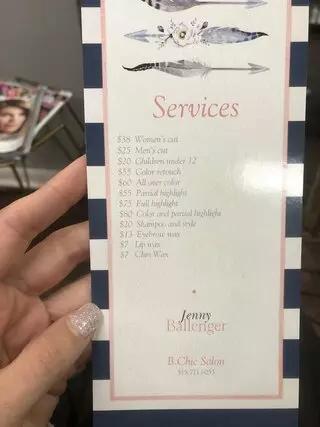 Services
$38 Women's cut
$25 Men's cut
$20 Children under 12
$55 Color retouch
$60 All over color
$55 Partial highlight
$75 Full highlight
$80 Color and partial highlight
$20 Shampoo and style
$13 Eyebrow wax
$7 Lip wax
$7 Chin Wax
Jenny
Ballenger
B.Chic Salon